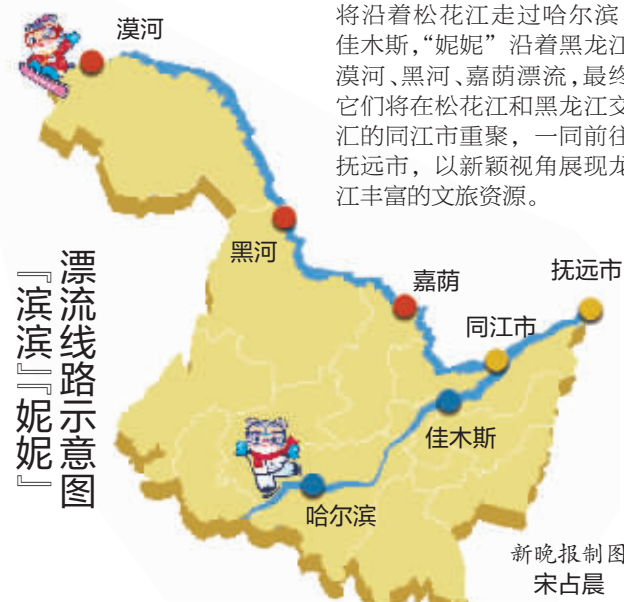 将沿着松花江走过哈尔滨
佳木斯,“妮妮”沿着黑龙江
漠河、黑河、嘉荫漂流,最终
它们将在松花江和黑龙江交
汇的同江市重聚，一同前往
抚远市，以新颖视角展现龙
江丰富的文旅资源。
漠河
黑河
嘉荫
抚远市
同江市
佳木斯
哈尔滨
『滨滨』『妮妮』
漂流线路示意图
新晚报制图
宋占晨